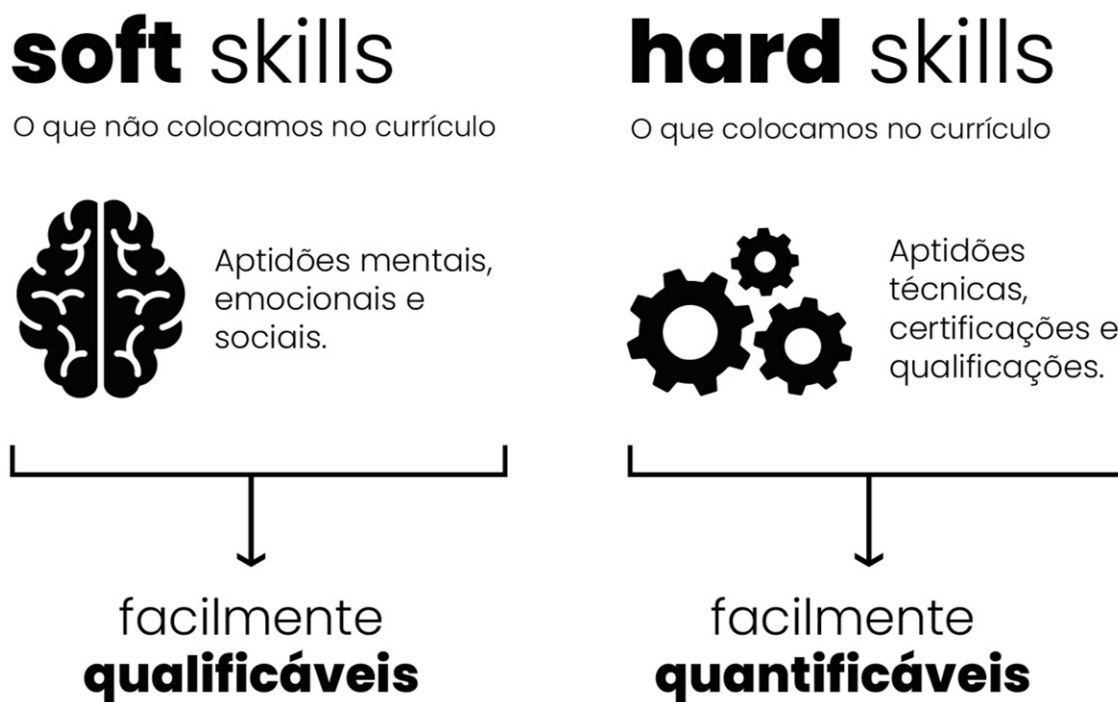 soft skills
O que não colocamos no currículo
Aptidões mentais,
emocionais e
sociais.
facilmente
qualificáveis
hard skills
O que colocamos no currículo
Aptidões
técnicas,
certificações e
qualificações.
facilmente
quantificáveis